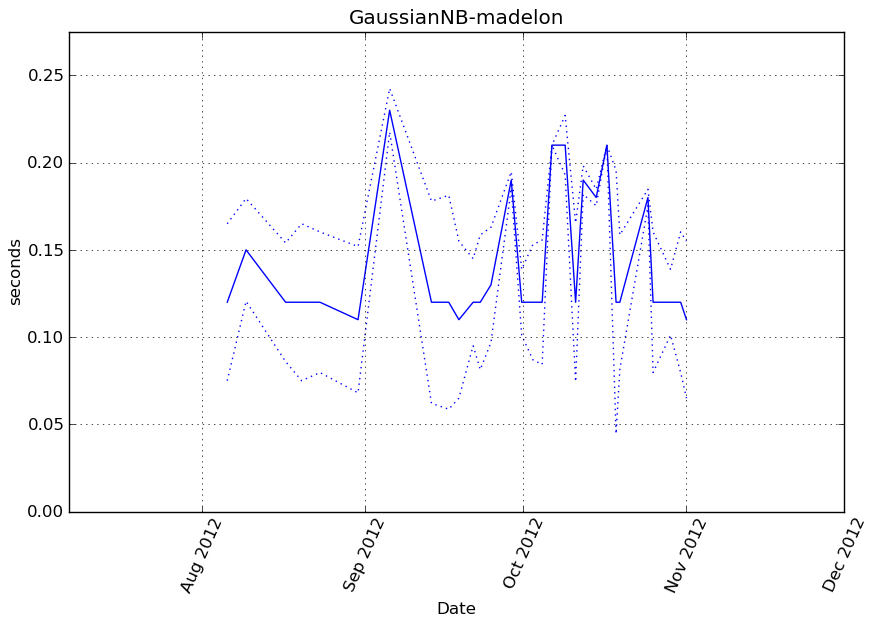 GaussianNB-madelon
0.25
0.20
0.15
0.10
0.05
0.00
seconds
Aug 2012
Sep 2012
Oct 2012
Nov 2012
Dec 2012
Date